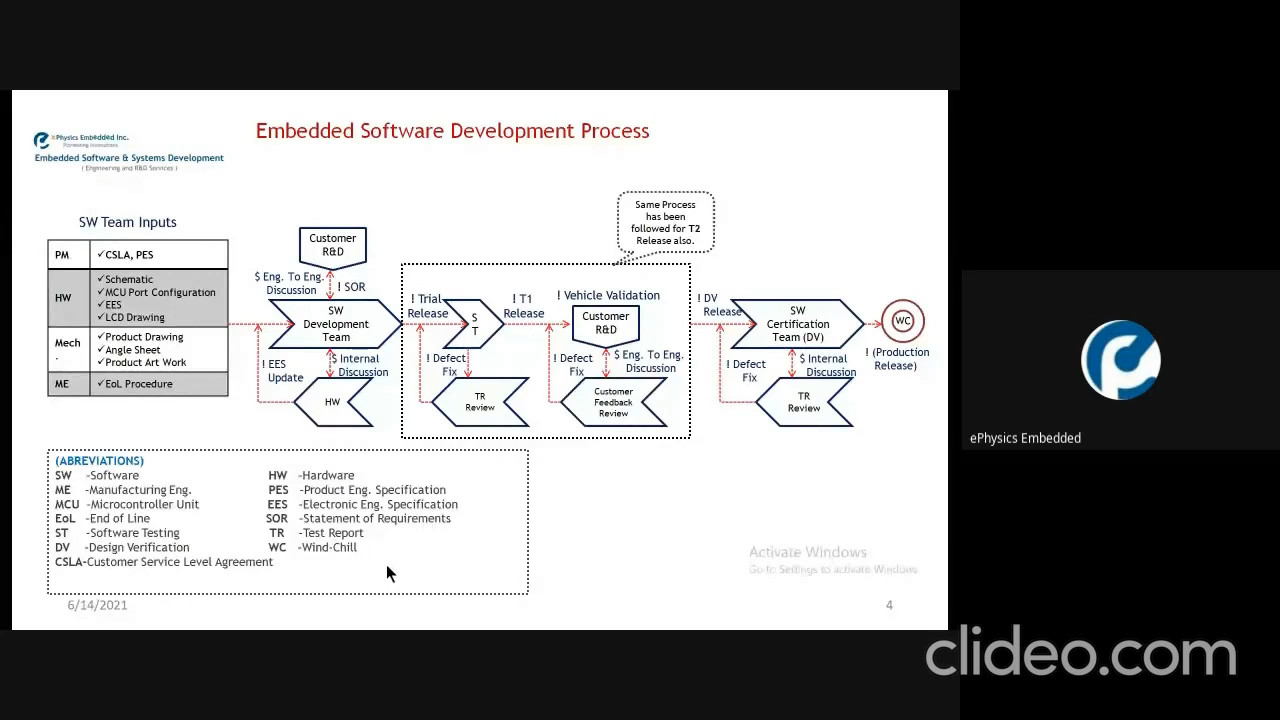 Embedded Software Development Process
ePhysics Embedded Inc.
Pioneering Innovations
Embedded Software & Systems Development
( Engineering and R&D Services )
SW Team Inputs
PM
✓CSLA, PES
HW
✓Schematic
✓MCU Port Configuration
✓EES
✓LCD Drawing
Mech
.
✓Product Drawing
✓Angle Sheet
✓Product Art Work
ME
✓EoL Procedure
Customer
R&D
$ Eng. To Eng.
Discussion
! SOR
SW
Development
Team
! EES
Update
$ Internal
Discussion
HW
! Trial
Release
S
T
! Defect
Fix
TR
Review
! T1
Release
! Vehicle Validation
Customer
R&D
! Defect
Fix
$ Eng. To Eng.
Discussion
Customer
Feedback
Review
Same Process
has been
followed for T2
Release also.
! DV
Release
SW
Certification
Team (DV)
! Defect
Fix
$ Internal
Discussion
TR
Review
WC
! (Production
Release)
(ABREVIATIONS)
SW -Software
ME -Manufacturing Eng.
MCU -Microcontroller Unit
EoL -End of Line
ST -Software Testing
DV -Design Verification
CSLA-Customer Service Level Agreement
HW -Hardware
PES -Product Eng. Specification
EES -Electronic Eng. Specification
SOR -Statement of Requirements
TR -Test Report
WC -Wind-Chill
Activate Windows
Go to Settings to activate Windows
6/14/2021
4
ePhysics Embedded
clideo.com